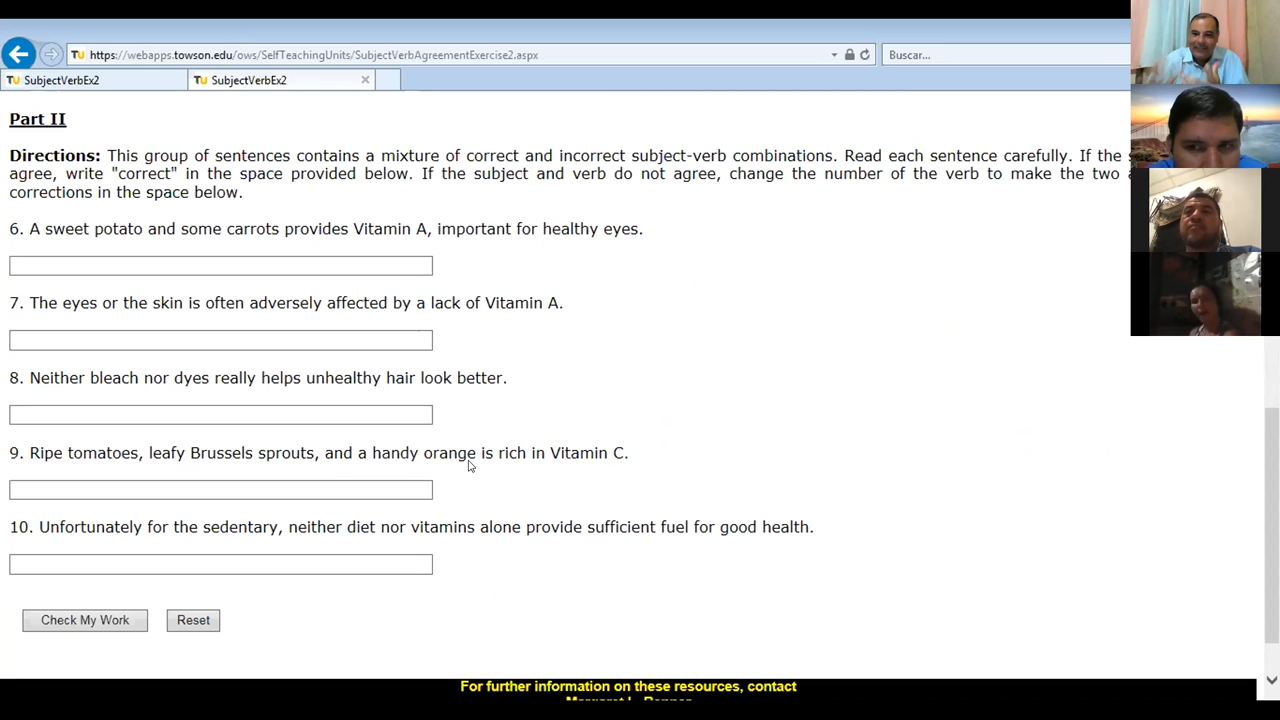 https://webapps.towson.edu/ows/SelfTeachingUnits/SubjectVerbAgreementExercise2.aspx
Buscar...
TU SubjectVerbEx2
TU SubjectVerbEx2
Part II
Directions: This group of sentences contains a mixture of correct and incorrect subject-verb combinations. Read each sentence carefully. If the
agree, write "correct" in the space provided below. If the subject and verb do not agree, change the number of the verb to make the two
corrections in the space below.
6. A sweet potato and some carrots provides Vitamin A, important for healthy eyes.
7. The eyes or the skin is often adversely affected by a lack of Vitamin A.
8. Neither bleach nor dyes really helps unhealthy hair look better.
9. Ripe tomatoes, leafy Brussels sprouts, and a handy orange is rich in Vitamin C.
10. Unfortunately for the sedentary, neither diet nor vitamins alone provide sufficient fuel for good health.
Check My Work
Reset
For further information on these resources, contact